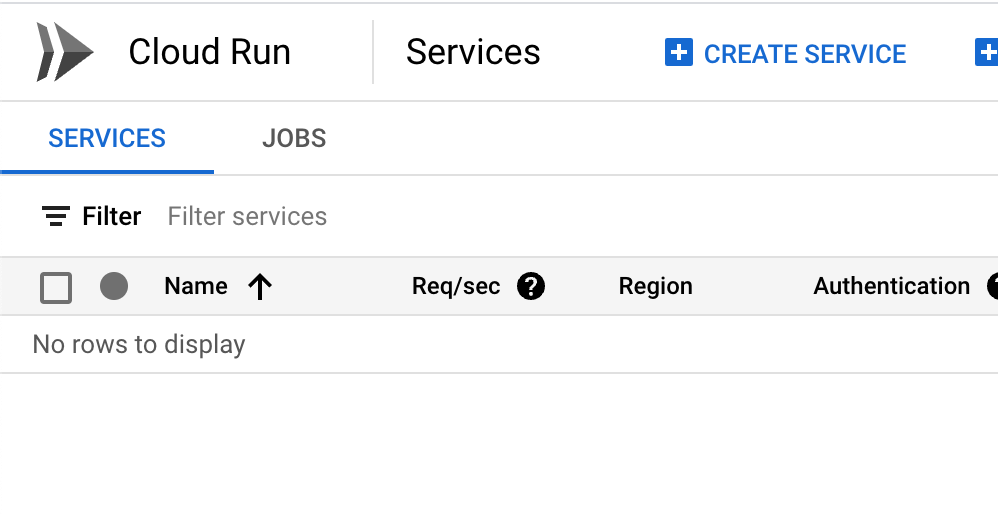 Cloud Run Services CREATE SERVICE
SERVICES JOBS
Filter Filter services
Name Req/sec ? Region Authentication ?
No rows to display